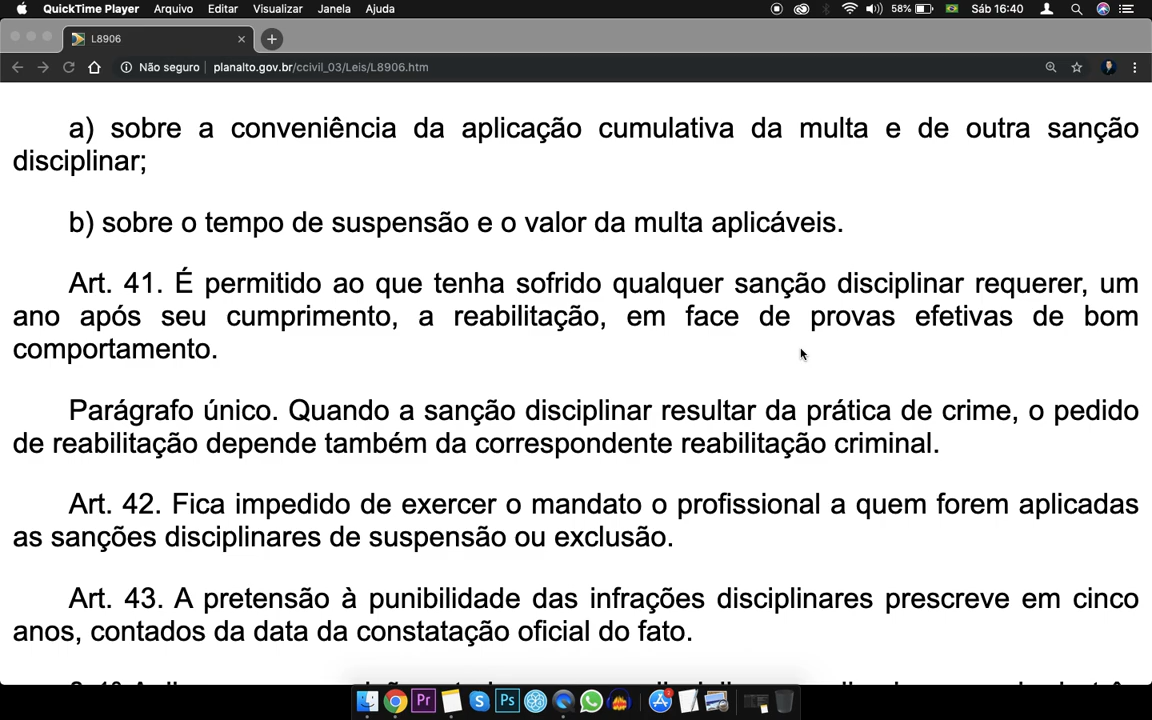 QuickTime Player Arquivo Editar Visualizar Janela Ajuda 58% Sáb 16:40
L8906
Não seguro planalto.gov.br/ccivil_03/Leis/L8906.htm
a) sobre a conveniência da aplicação cumulativa da multa e de outra sanção
disciplinar;
b) sobre o tempo de suspensão e o valor da multa aplicáveis.
Art. 41. É permitido ao que tenha sofrido qualquer sanção disciplinar requerer, um
ano após seu cumprimento, a reabilitação, em face de provas efetivas de bom
comportamento.
Parágrafo único. Quando a sanção disciplinar resultar da prática de crime, o pedido
de reabilitação depende também da correspondente reabilitação criminal.
Art. 42. Fica impedido de exercer o mandato o profissional a quem forem aplicadas
as sanções disciplinares de suspensão ou exclusão.
Art. 43. A pretensão à punibilidade das infrações disciplinares prescreve em cinco
anos, contados da data da constatação oficial do fato.
Pr Ps